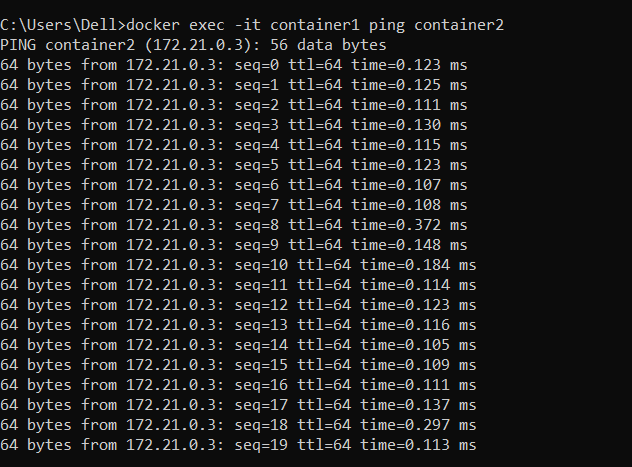 C:\Users\Dell>docker exec -it container1 ping container2
PING container2 (172.21.0.3): 56 data bytes
64 bytes from 172.21.0.3: seq=0 ttl=64 time=0.123 ms
64 bytes from 172.21.0.3: seq=1 ttl=64 time=0.125 ms
64 bytes from 172.21.0.3: seq=2 ttl=64 time=0.111 ms
64 bytes from 172.21.0.3: seq=3 ttl=64 time=0.130 ms
64 bytes from 172.21.0.3: seq=4 ttl=64 time=0.115 ms
64 bytes from 172.21.0.3: seq=5 ttl=64 time=0.123 ms
64 bytes from 172.21.0.3: seq=6 ttl=64 time=0.107 ms
64 bytes from 172.21.0.3: seq=7 ttl=64 time=0.108 ms
64 bytes from 172.21.0.3: seq=8 ttl=64 time=0.372 ms
64 bytes from 172.21.0.3: seq=9 ttl=64 time=0.148 ms
64 bytes from 172.21.0.3: seq=10 ttl=64 time=0.184 ms
64 bytes from 172.21.0.3: seq=11 ttl=64 time=0.114 ms
64 bytes from 172.21.0.3: seq=12 ttl=64 time=0.123 ms
64 bytes from 172.21.0.3: seq=13 ttl=64 time=0.116 ms
64 bytes from 172.21.0.3: seq=14 ttl=64 time=0.105 ms
64 bytes from 172.21.0.3: seq=15 ttl=64 time=0.109 ms
64 bytes from 172.21.0.3: seq=16 ttl=64 time=0.111 ms
64 bytes from 172.21.0.3: seq=17 ttl=64 time=0.137 ms
64 bytes from 172.21.0.3: seq=18 ttl=64 time=0.297 ms
64 bytes from 172.21.0.3: seq=19 ttl=64 time=0.113 ms